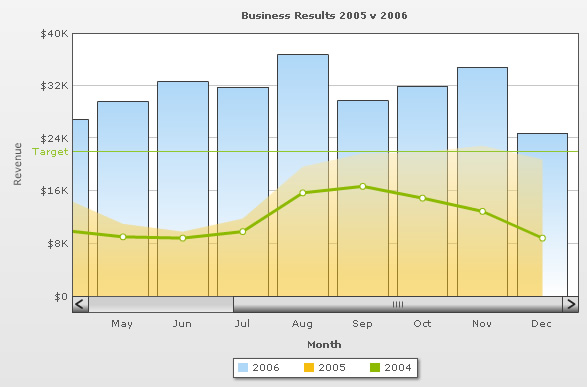 Business Results 2005 v 2006
$40K
$32K
$24K
Target
$16K
$8K
$0
Revenue
May Jun Jul Aug Sep Oct Nov Dec
Month
2006 2005 2004